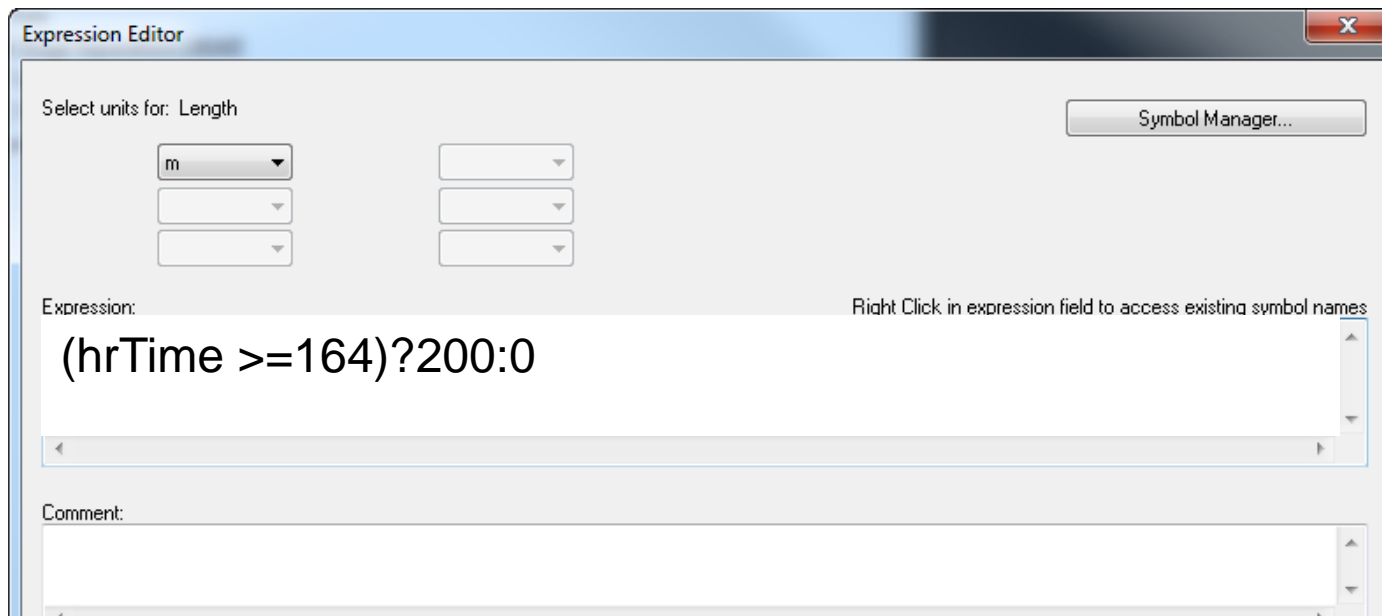 Expression Editor
Select units for: Length
Symbol Manager...
m
Expression:
Right Click in expression field to access existing symbol names
(hrTime >=164)?200:0
Comment: